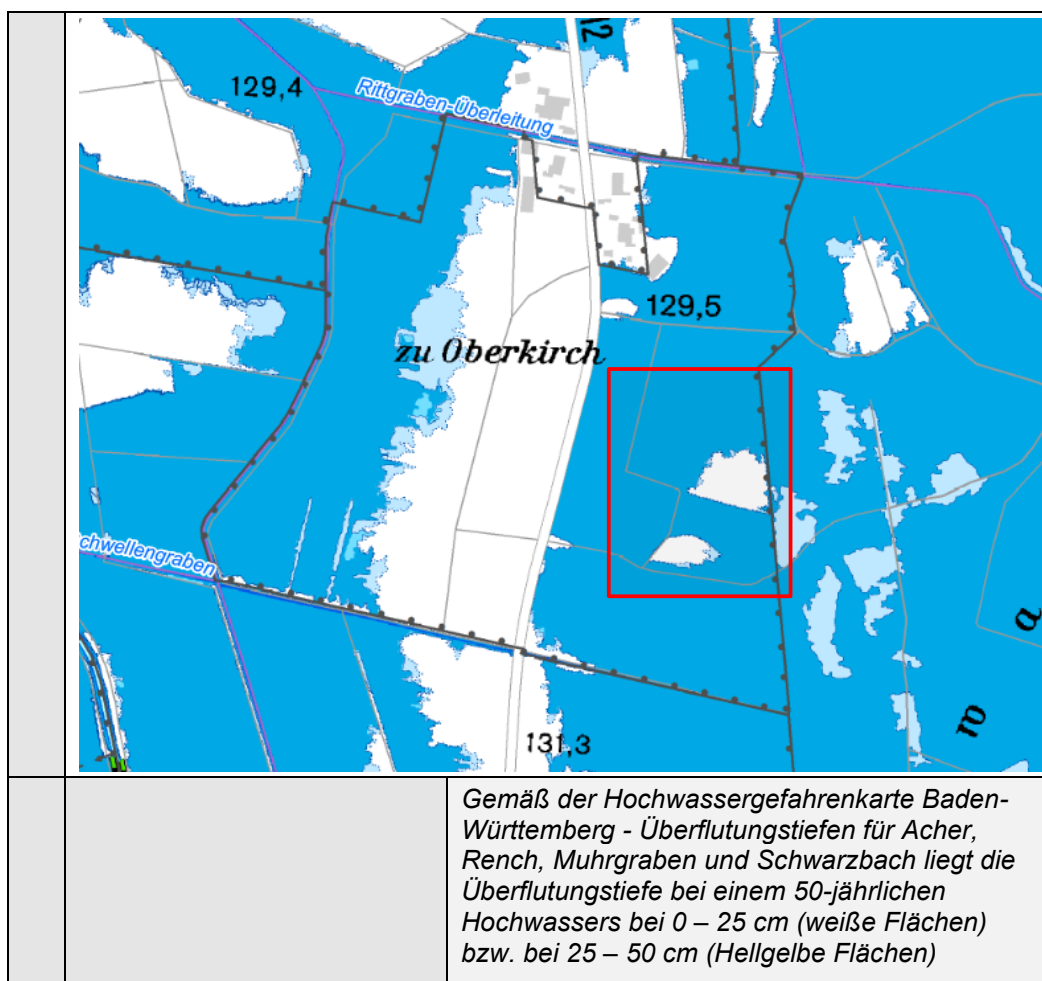 12
129,4
Rittgraben-Überleitung
129,5
zu Oberkirch
chwellengraben
a
ro
131,3
Gemäß der Hochwassergefahrenkarte Baden-
Württemberg - Überflutungstiefen für Acher,
Rench, Muhrgraben und Schwarzbach liegt die
Überflutungstiefe bei einem 50-jährlichen
Hochwassers bei 0 – 25 cm (weiße Flächen)
bzw. bei 25 – 50 cm (Hellgelbe Flächen)